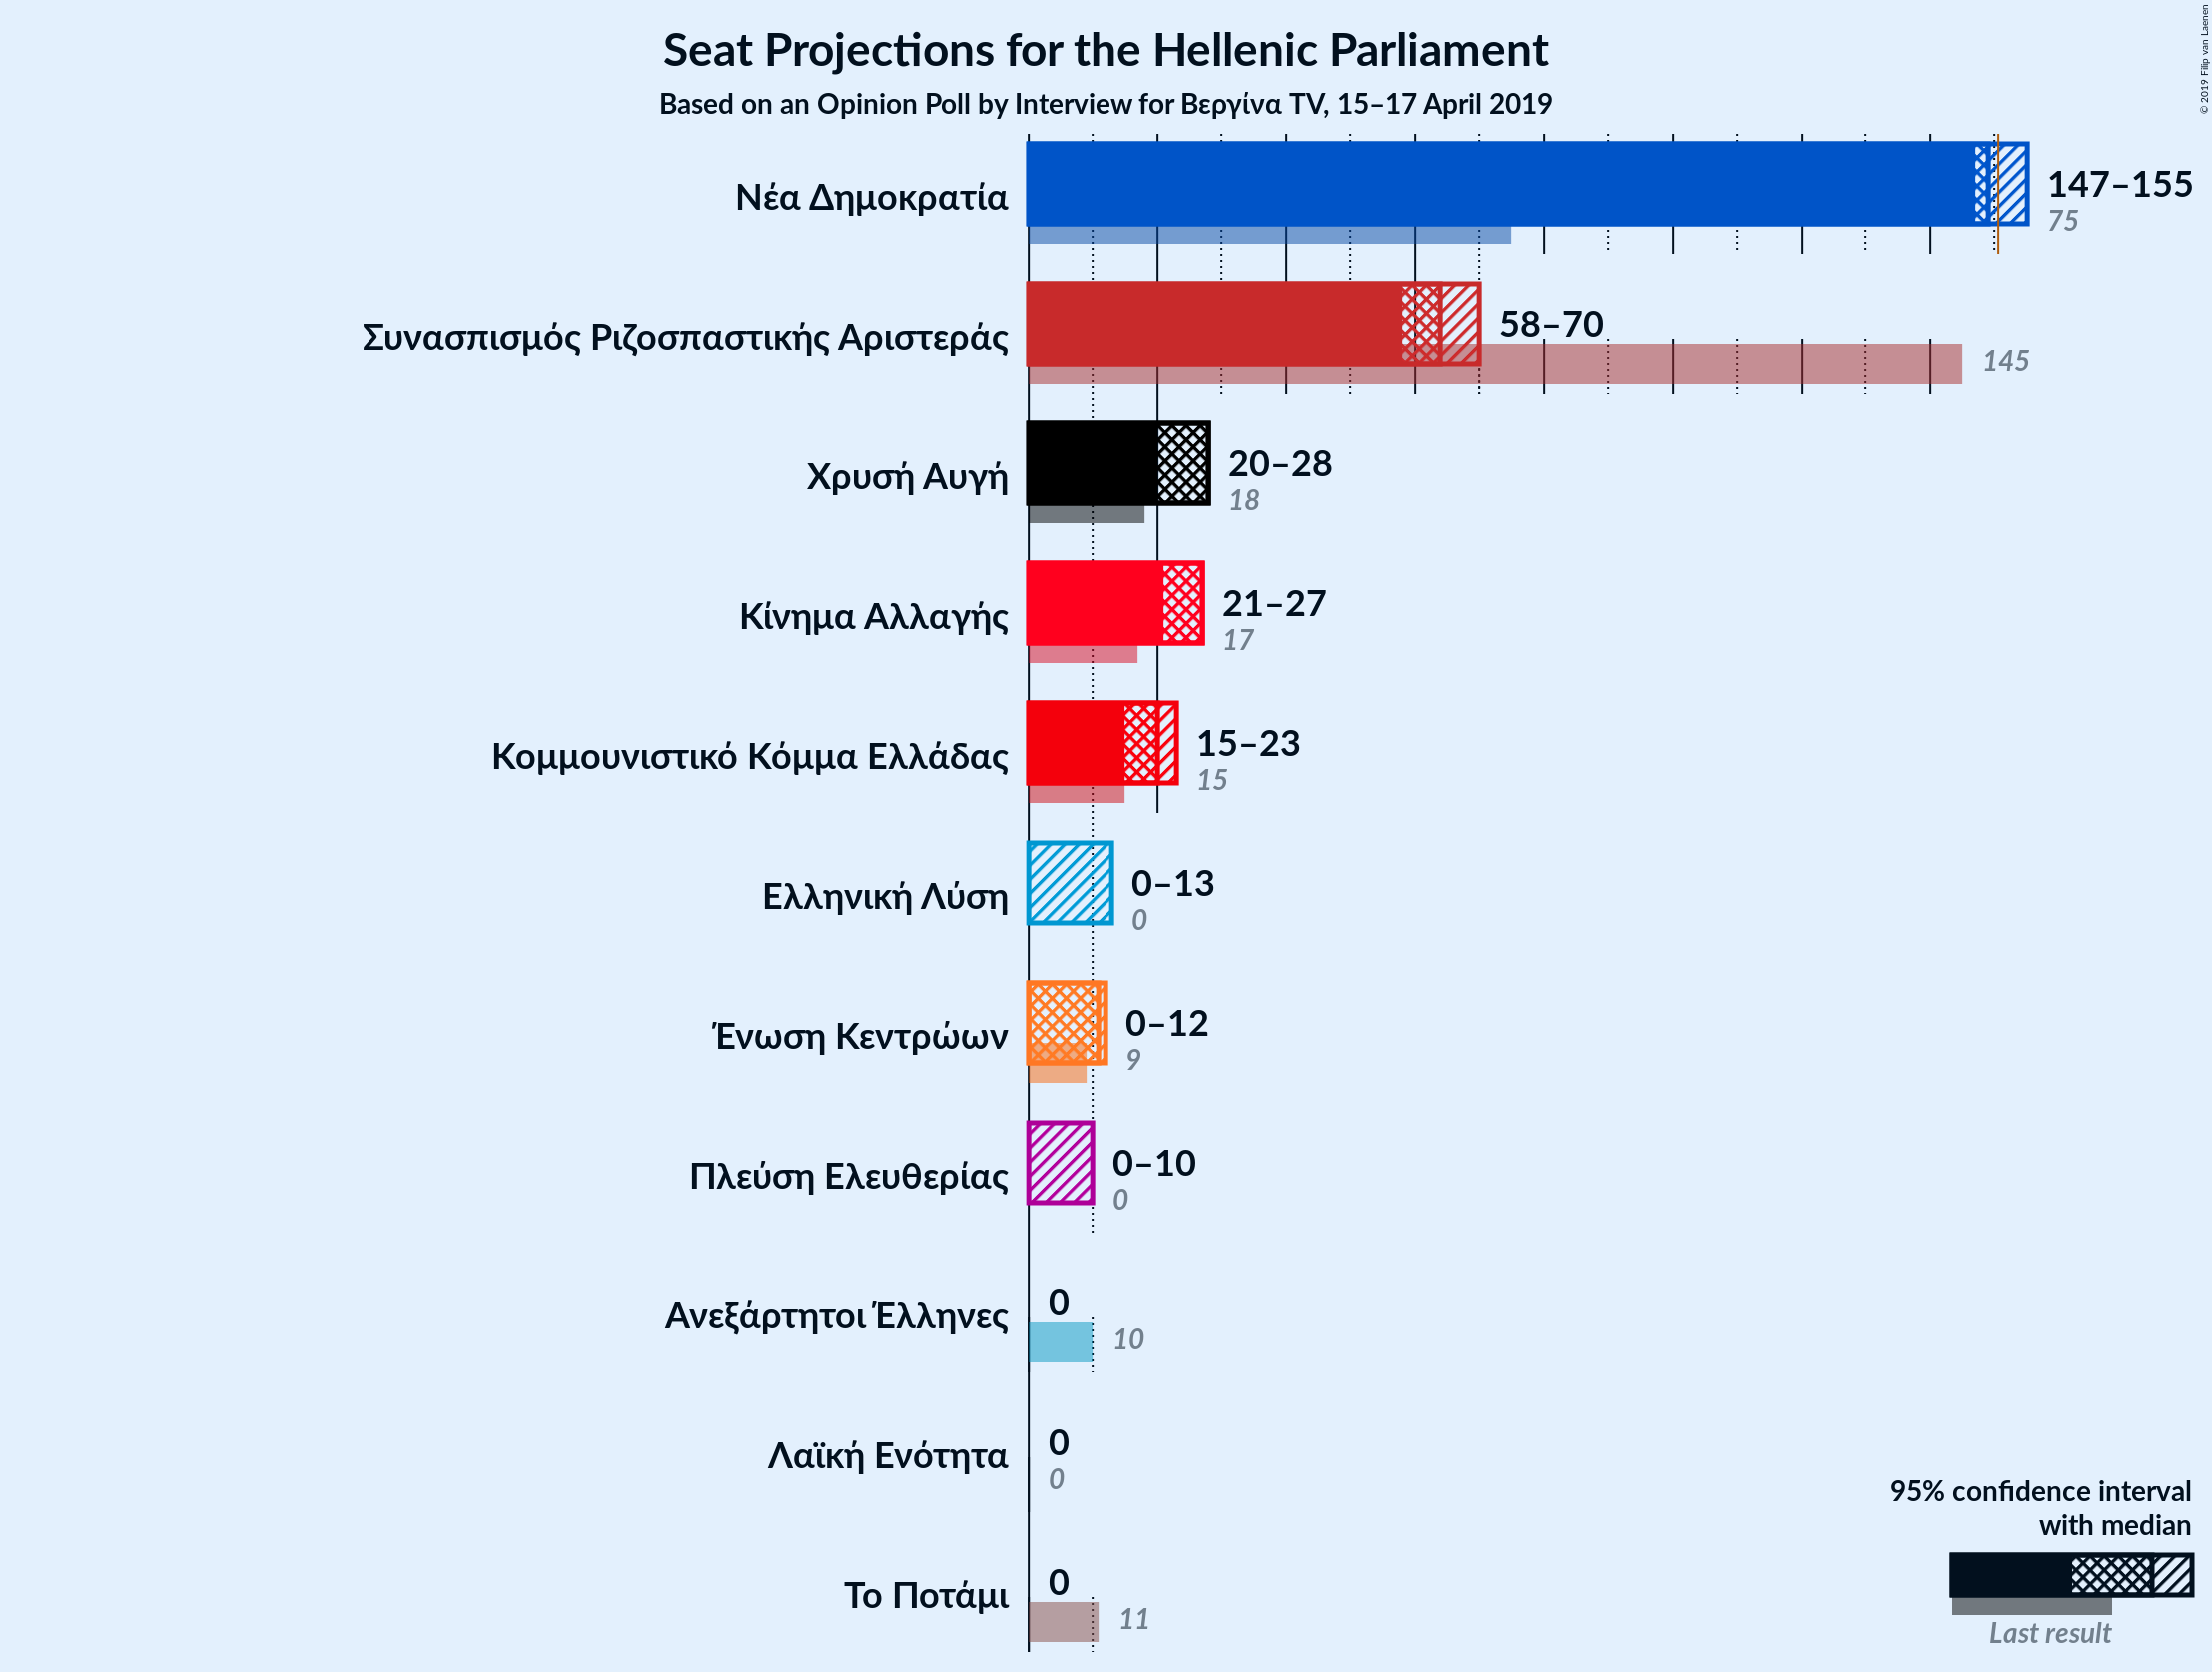 Seat Projections for the Hellenic Parliament
Based on an Opinion Poll by Interview for Βεργίνα TV, 15–17 April 2019
© 2019 Filip van Laenen
Νέα Δημοκρατία
147–155
75
Συνασπισμός Ριζοσπαστικής Αριστεράς
58–70
145
Χρυσή Αυγή
20–28
18
Κίνημα Αλλαγής
21–27
17
Κομμουνιστικό Κόμμα Ελλάδας
15–23
15
Ελληνική Λύση
0–13
0
Ένωση Κεντρώων
0–12
9
Πλεύση Ελευθερίας
0–10
0
Ανεξάρτητοι Έλληνες
0
10
Λαϊκή Ενότητα
0
0
Το Ποτάμι
0
11
95% confidence interval
with median
Last result